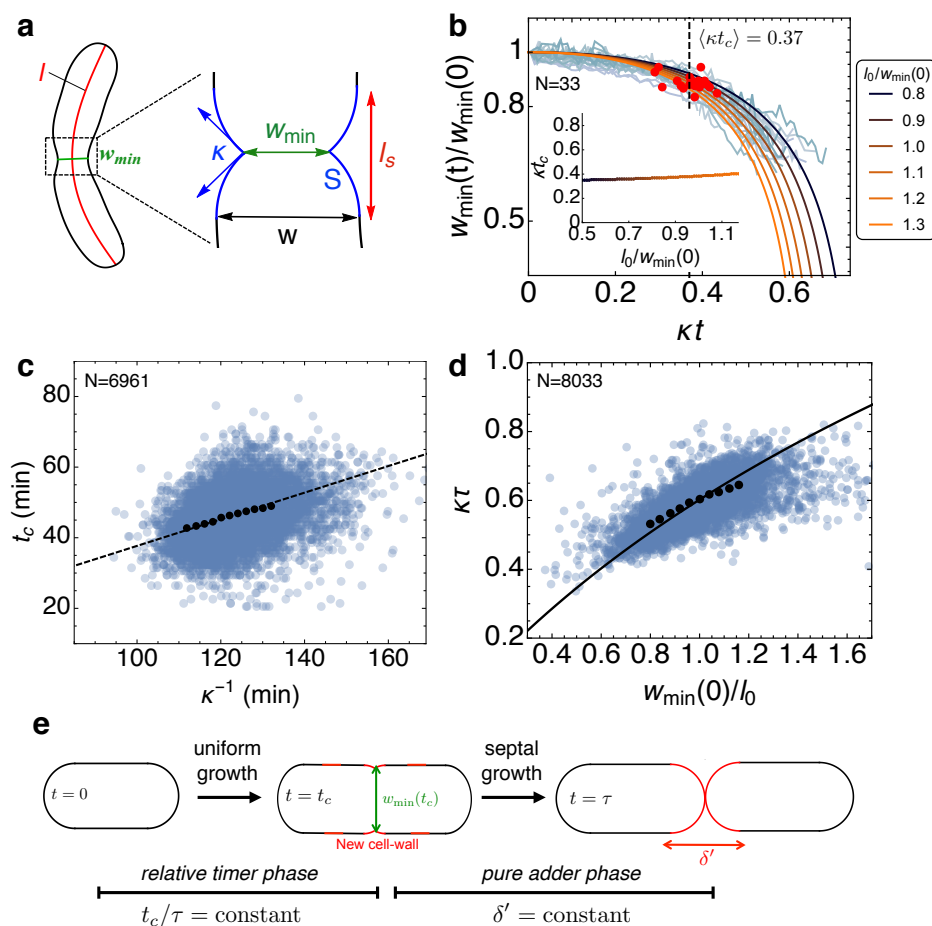 a
l
w_min
κ
w_min
S
l_s
w
b
w_min(t)/w_min(0)
1
0.8
0.5
⟨κt_c⟩ = 0.37
N=33
κt_c
0.8
0.6
0.4
0.2
0
0.5 0.7 0.9 1.1
l_0/w_min(0)
0 0.2 0.4 0.6
κt
l_0/w_min(0)
0.8
0.9
1.0
1.1
1.2
1.3
c
N=6961
t_c (min)
80
60
40
20
100 120 140 160
κ⁻¹ (min)
d
N=8033
κτ
1.0
0.8
0.6
0.4
0.2
0.4 0.6 0.8 1.0 1.2 1.4 1.6
w_min(0)/l_0
e
uniform
growth
septal
growth
t = 0
t = t_c
w_min(t_c)
t = τ
New cell-wall
δ′
relative timer phase
pure adder phase
t_c/τ = constant
δ′ = constant